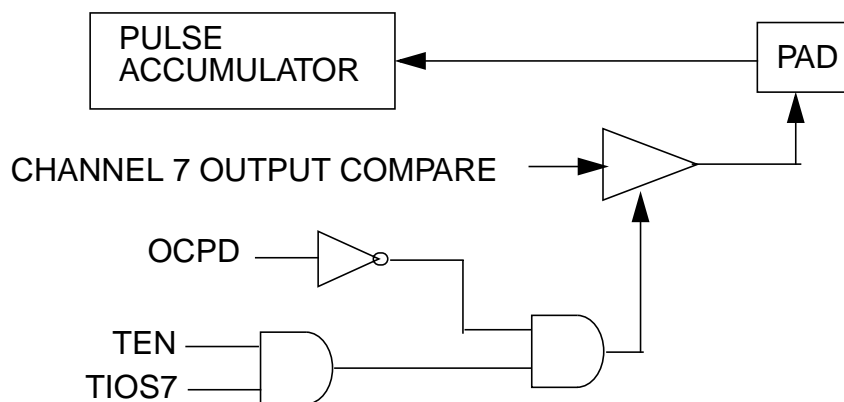 PULSE
ACCUMULATOR
PAD
CHANNEL 7 OUTPUT COMPARE
OCPD
TEN
TIOS7